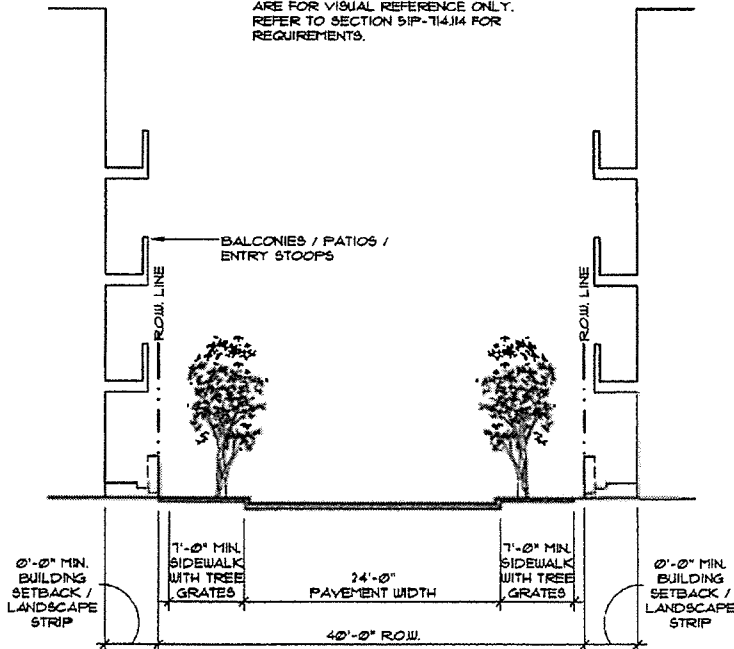 ARE FOR VISUAL REFERENCE ONLY.
REFER TO SECTION 51P-714.114 FOR
REQUIREMENTS.
BALCONIES / PATIOS /
ENTRY STOOPS
R.O.W. LINE
R.O.W. LINE
0'-0" MIN.
BUILDING
SETBACK /
LANDSCAPE
STRIP
7'-0" MIN.
SIDEWALK
WITH TREE
GRATES
24'-0"
PAVEMENT WIDTH
7'-0" MIN.
SIDEWALK
WITH TREE
GRATES
0'-0" MIN.
BUILDING
SETBACK /
LANDSCAPE
STRIP
40'-0" R.O.W.